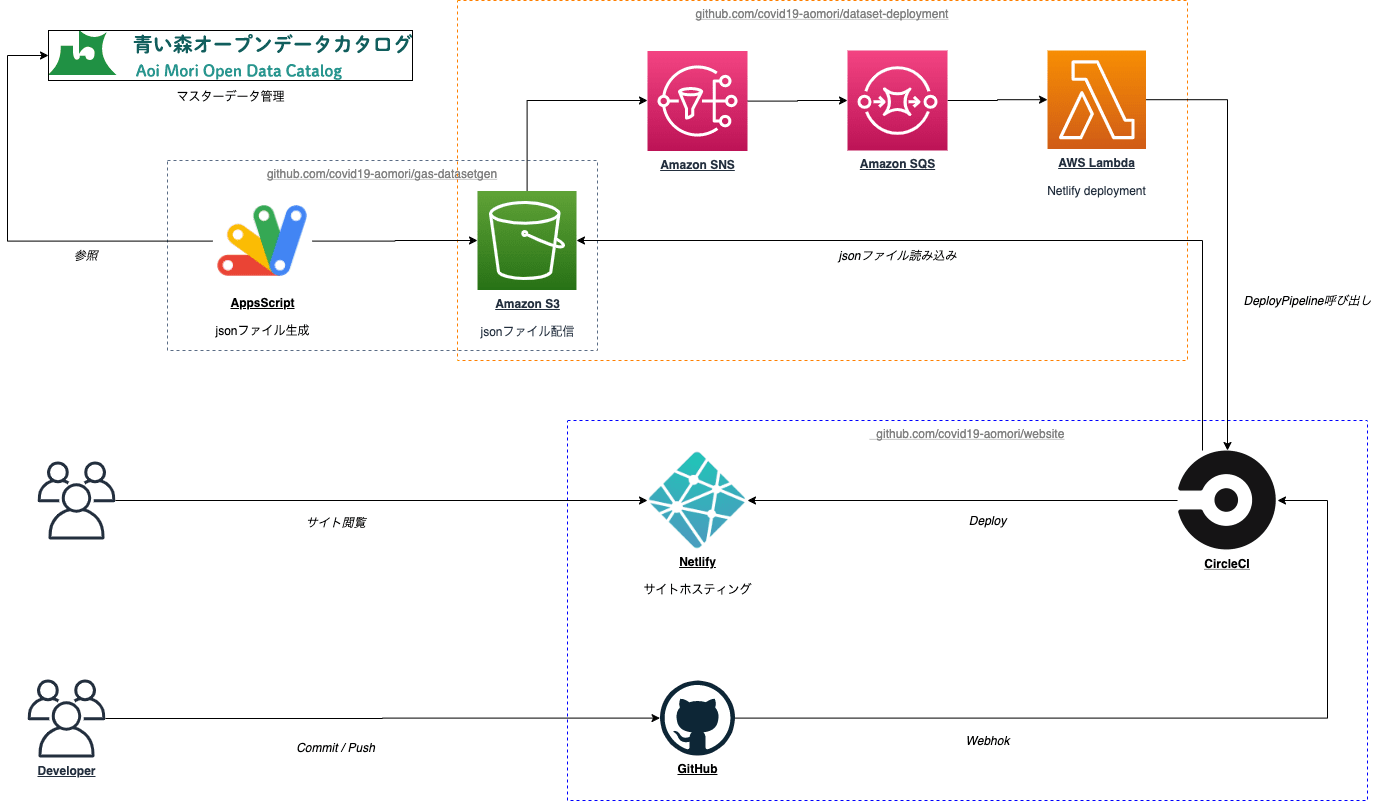 github.com/covid19-aomori/dataset-deployment
青い森オープンデータカタログ
Aoi Mori Open Data Catalog
マスターデータ管理
Amazon SNS
Amazon SQS
AWS Lambda
Netlify deployment
github.com/covid19-aomori/gas-datasetgen
参照
AppsScript
jsonファイル生成
Amazon S3
jsonファイル配信
jsonファイル読み込み
DeployPipeline呼び出し
github.com/covid19-aomori/website
サイト閲覧
Netlify
サイトホスティング
Deploy
CircleCI
Developer
Commit / Push
GitHub
Webhok